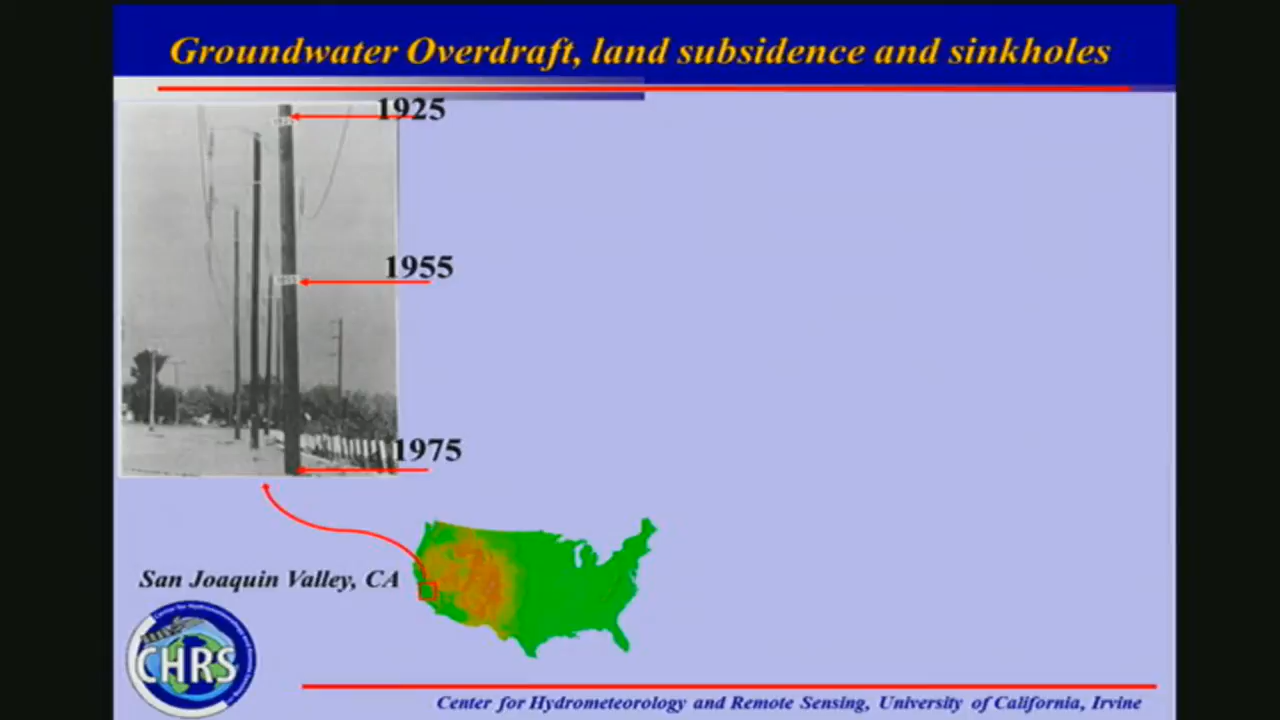 Groundwater Overdraft, land subsidence and sinkholes
1925
1955
1975
San Joaquin Valley, CA
CHRS
Center for Hydrometeorology and Remote Sensing, University of California, Irvine